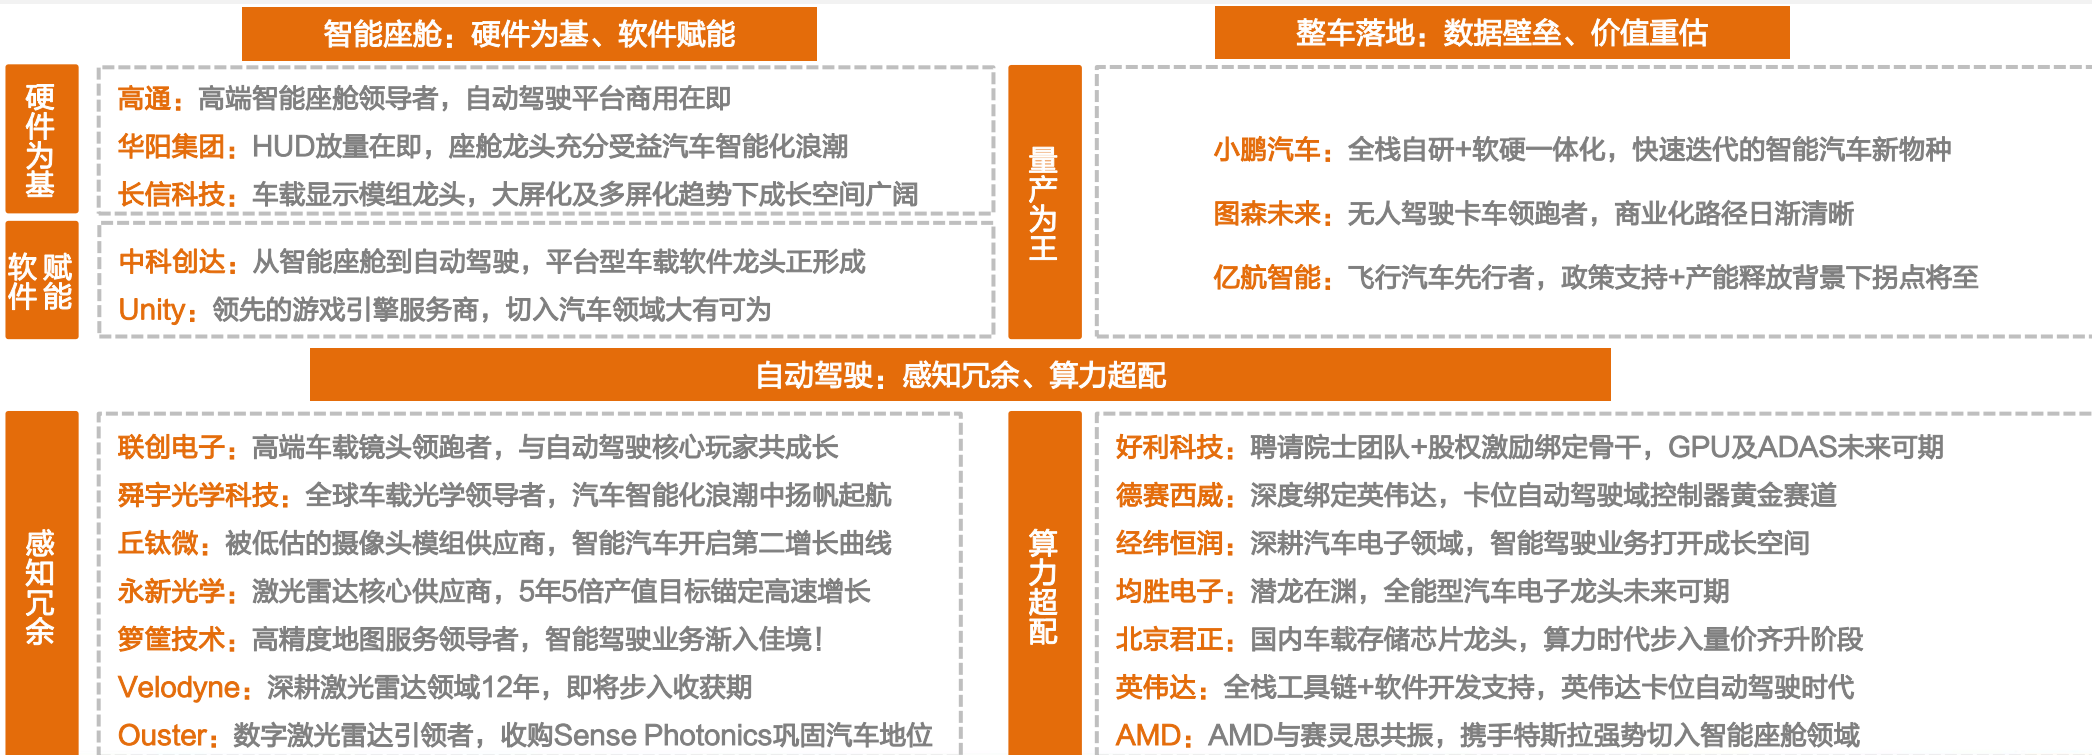 智能座舱：硬件为基、软件赋能
硬件为基
高通：高端智能座舱领导者，自动驾驶平台商用在即
华阳集团：HUD放量在即，座舱龙头充分受益汽车智能化浪潮
长信科技：车载显示模组龙头，大屏化及多屏化趋势下成长空间广阔
软件赋能
中科创达：从智能座舱到自动驾驶，平台型车载软件龙头正形成
Unity：领先的游戏引擎服务商，切入汽车领域大有可为
整车落地：数据壁垒、价值重估
量产为王
小鹏汽车：全栈自研+软硬一体化，快速迭代的智能汽车新物种
图森未来：无人驾驶卡车领跑者，商业化路径日渐清晰
亿航智能：飞行汽车先行者，政策支持+产能释放背景下拐点将至
自动驾驶：感知冗余、算力超配
感知冗余
联创电子：高端车载镜头领跑者，与自动驾驶核心玩家共成长
舜宇光学科技：全球车载光学领导者，汽车智能化浪潮中扬帆起航
丘钛微：被低估的摄像头模组供应商，智能汽车开启第二增长曲线
永新光学：激光雷达核心供应商，5年5倍产值目标锚定高速增长
箩筐技术：高精度地图服务领导者，智能驾驶业务渐入佳境！
Velodyne：深耕激光雷达领域12年，即将步入收获期
Ouster：数字激光雷达引领者，收购Sense Photonics巩固汽车地位
算力超配
好利科技：聘请院士团队+股权激励绑定骨干，GPU及ADAS未来可期
德赛西威：深度绑定英伟达，卡位自动驾驶域控制器黄金赛道
经纬恒润：深耕汽车电子领域，智能驾驶业务打开成长空间
均胜电子：潜龙在渊，全能型汽车电子龙头未来可期
北京君正：国内车载存储芯片龙头，算力时代步入量价齐升阶段
英伟达：全栈工具链+软件开发支持，英伟达卡位自动驾驶时代
AMD：AMD与赛灵思共振，携手特斯拉强势切入智能座舱领域